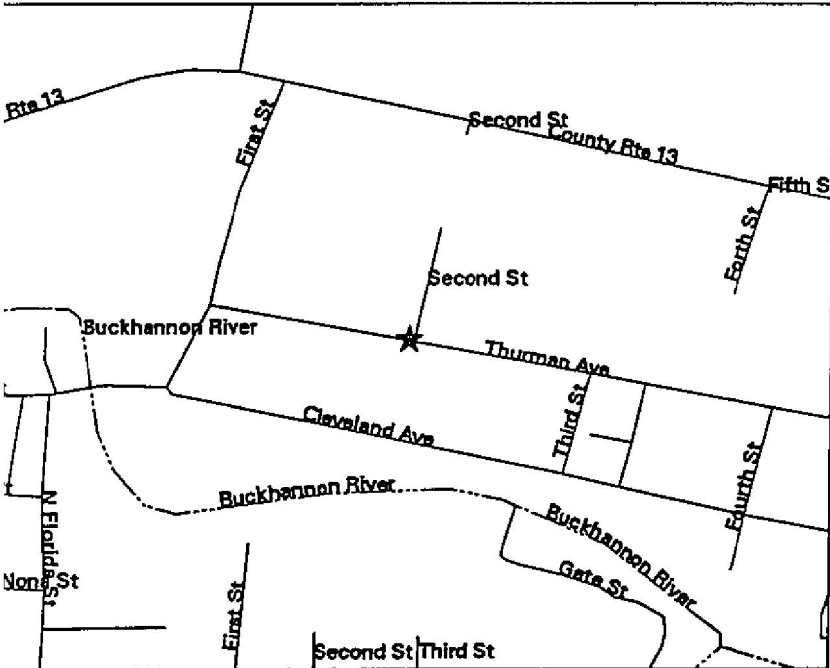 Rte 13
First St
Second St
County Rte 13
Fifth S
Forth St
Second St
Buckhannon River
Thurman Ave
Third St
Cleveland Ave
Fourth St
Buckhannon River
Buckhannon River
N Florida St
Gate St
Nona St
First St
Second St
Third St